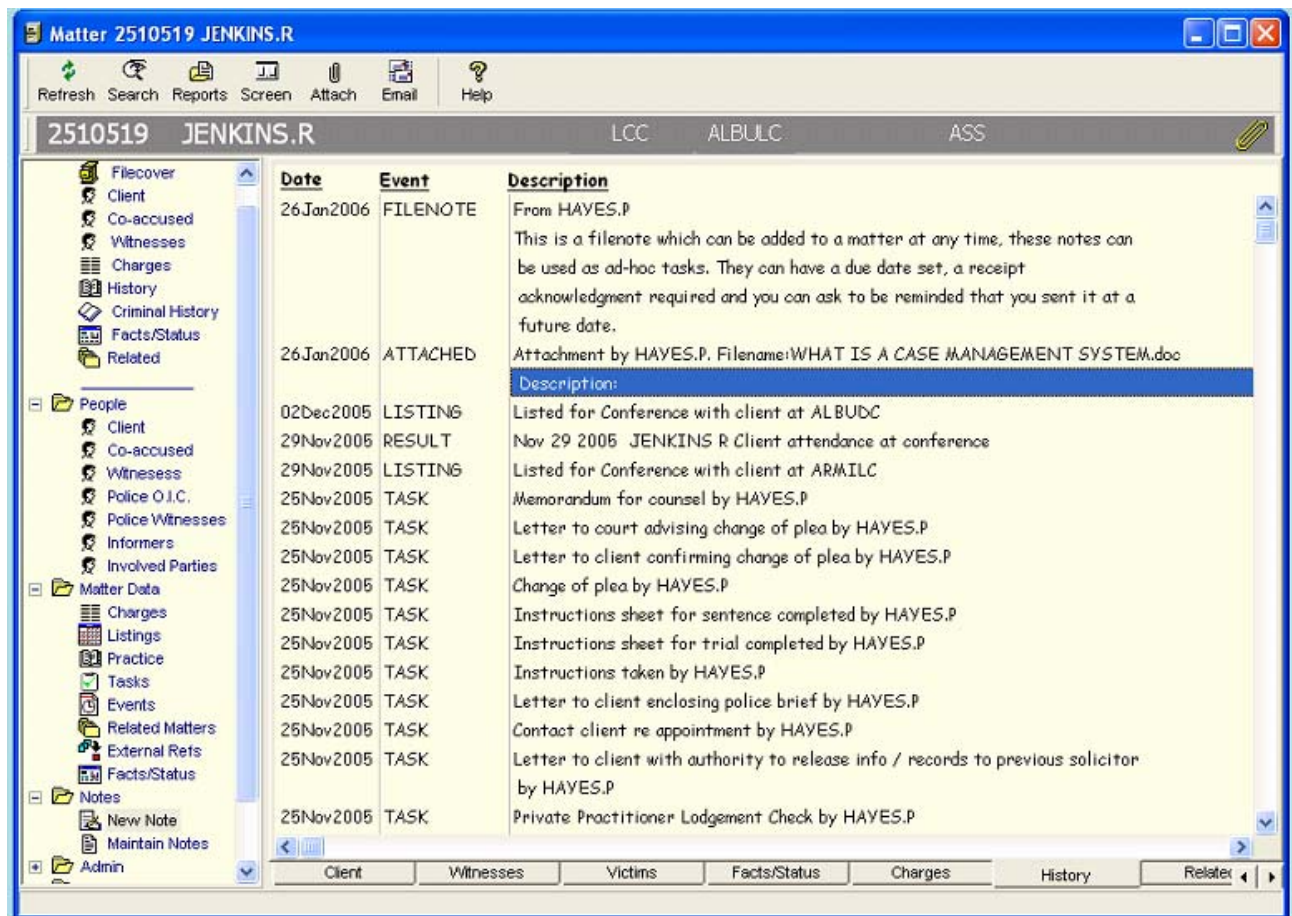 Matter 2510519 JENKINS.R
Refresh Search Reports Screen Attach Email Help
2510519 JENKINS.R LCC ALBULC ASS
Filecover
Client
Co-accused
Witnesses
Charges
History
Criminal History
Facts/Status
Related
People
Client
Co-accused
Witnesess
Police O.I.C.
Police Witnesses
Informers
Involved Parties
Matter Data
Charges
Listings
Practice
Tasks
Events
Related Matters
External Refs
Facts/Status
Notes
New Note
Maintain Notes
Admin
Date Event Description
26Jan2006 FILENOTE From HAYES.P
This is a filenote which can be added to a matter at any time, these notes can
be used as ad-hoc tasks. They can have a due date set, a receipt
acknowledgment required and you can ask to be reminded that you sent it at a
future date.
26Jan2006 ATTACHED Attachment by HAYES.P. Filename:WHAT IS A CASE MANAGEMENT SYSTEM.doc
Description:
02Dec2005 LISTING Listed for Conference with client at ALBUDC
29Nov2005 RESULT Nov 29 2005 JENKINS R Client attendance at conference
29Nov2005 LISTING Listed for Conference with client at ARMILC
25Nov2005 TASK Memorandum for counsel by HAYES.P
25Nov2005 TASK Letter to court advising change of plea by HAYES.P
25Nov2005 TASK Letter to client confirming change of plea by HAYES.P
25Nov2005 TASK Change of plea by HAYES.P
25Nov2005 TASK Instructions sheet for sentence completed by HAYES.P
25Nov2005 TASK Instructions sheet for trial completed by HAYES.P
25Nov2005 TASK Instructions taken by HAYES.P
25Nov2005 TASK Letter to client enclosing police brief by HAYES.P
25Nov2005 TASK Contact client re appointment by HAYES.P
25Nov2005 TASK Letter to client with authority to release info / records to previous solicitor
by HAYES.P
25Nov2005 TASK Private Practitioner Lodgement Check by HAYES.P
Client Witnesses Victims Facts/Status Charges History